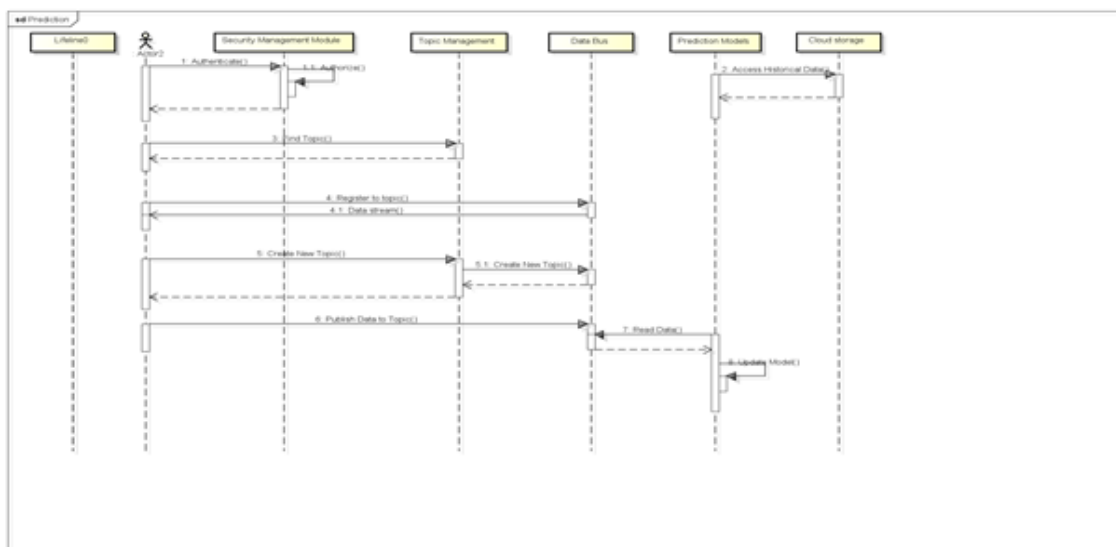 sd Prediction
Lifeline0
Actor2
Security Management Module
Topic Management
Data Bus
Prediction Models
Cloud storage
1: Authenticate()
1.1: Authorize()
2: Access Historical Data()
3: Find Topic()
4: Register to topic()
4.1: Data stream()
5: Create New Topic()
5.1: Create New Topic()
6: Publish Data to Topic()
7: Read Data()
8: Update Model()